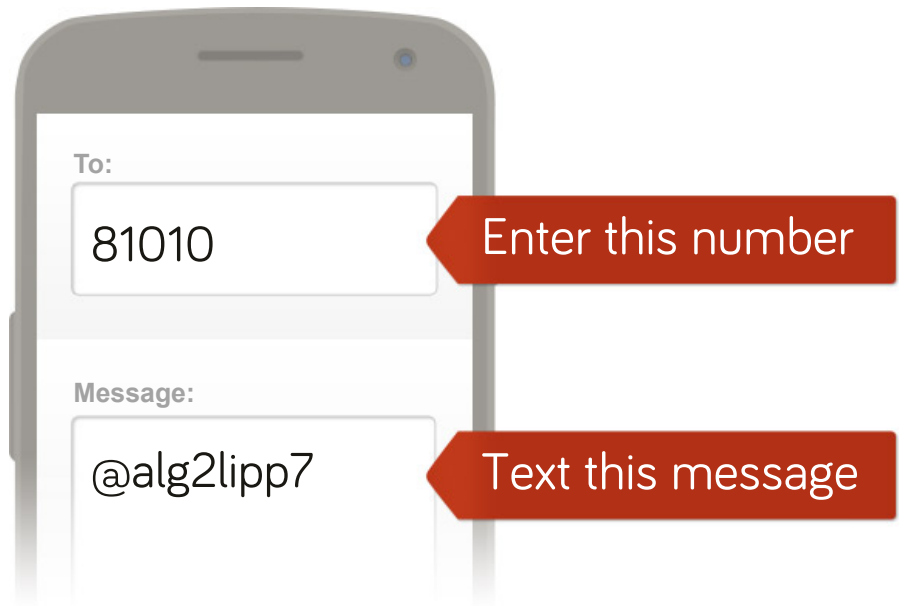 To:
81010
Enter this number
Message:
@alg2lipp7
Text this message